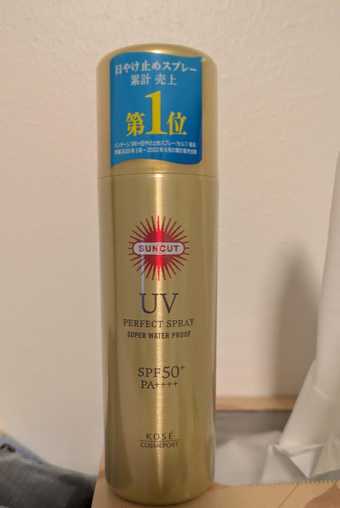 日やけ止めスプレー
累計 売上
第1位
SUNCUT
UV
PERFECT SPRAY
SUPER WATER PROOF
SPF50+
PA++++
KOSÉ
COSMEPORT